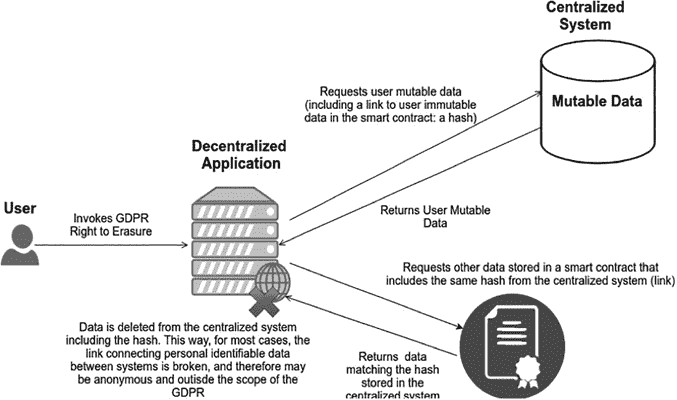 Centralized
System
Requests user mutable data
(including a link to user immutable
data in the smart contract: a hash)
Mutable Data
Decentralized
Application
User
Invokes GDPR
Right to Erasure
Returns User Mutable
Data
Requests other data stored in a smart contract that
includes the same hash from the centralized system (link)
Data is deleted from the centralized system
including the hash. This way, for most cases, the
link connecting personal identifiable data
between systems is broken, and therefore may
be anonymous and outisde the scope of the
GDPR
Returns data
matching the hash
stored in the
centralized system